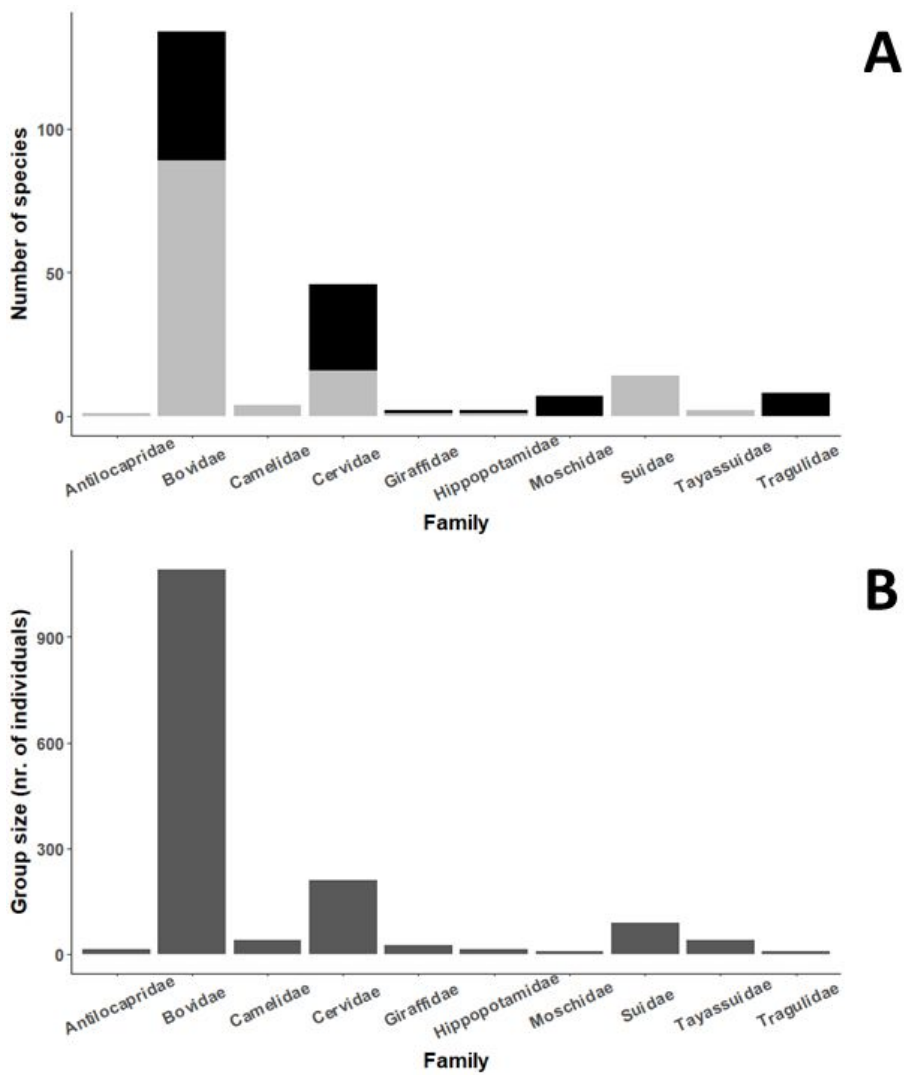 A
Number of species
100
50
0
Antilocapridae
Bovidae
Camelidae
Cervidae
Giraffidae
Hippopotamidae
Moschidae
Suidae
Tayassuidae
Tragulidae
Family
B
Group size (nr. of individuals)
900
600
300
0
Antilocapridae
Bovidae
Camelidae
Cervidae
Giraffidae
Hippopotamidae
Moschidae
Suidae
Tayassuidae
Tragulidae
Family